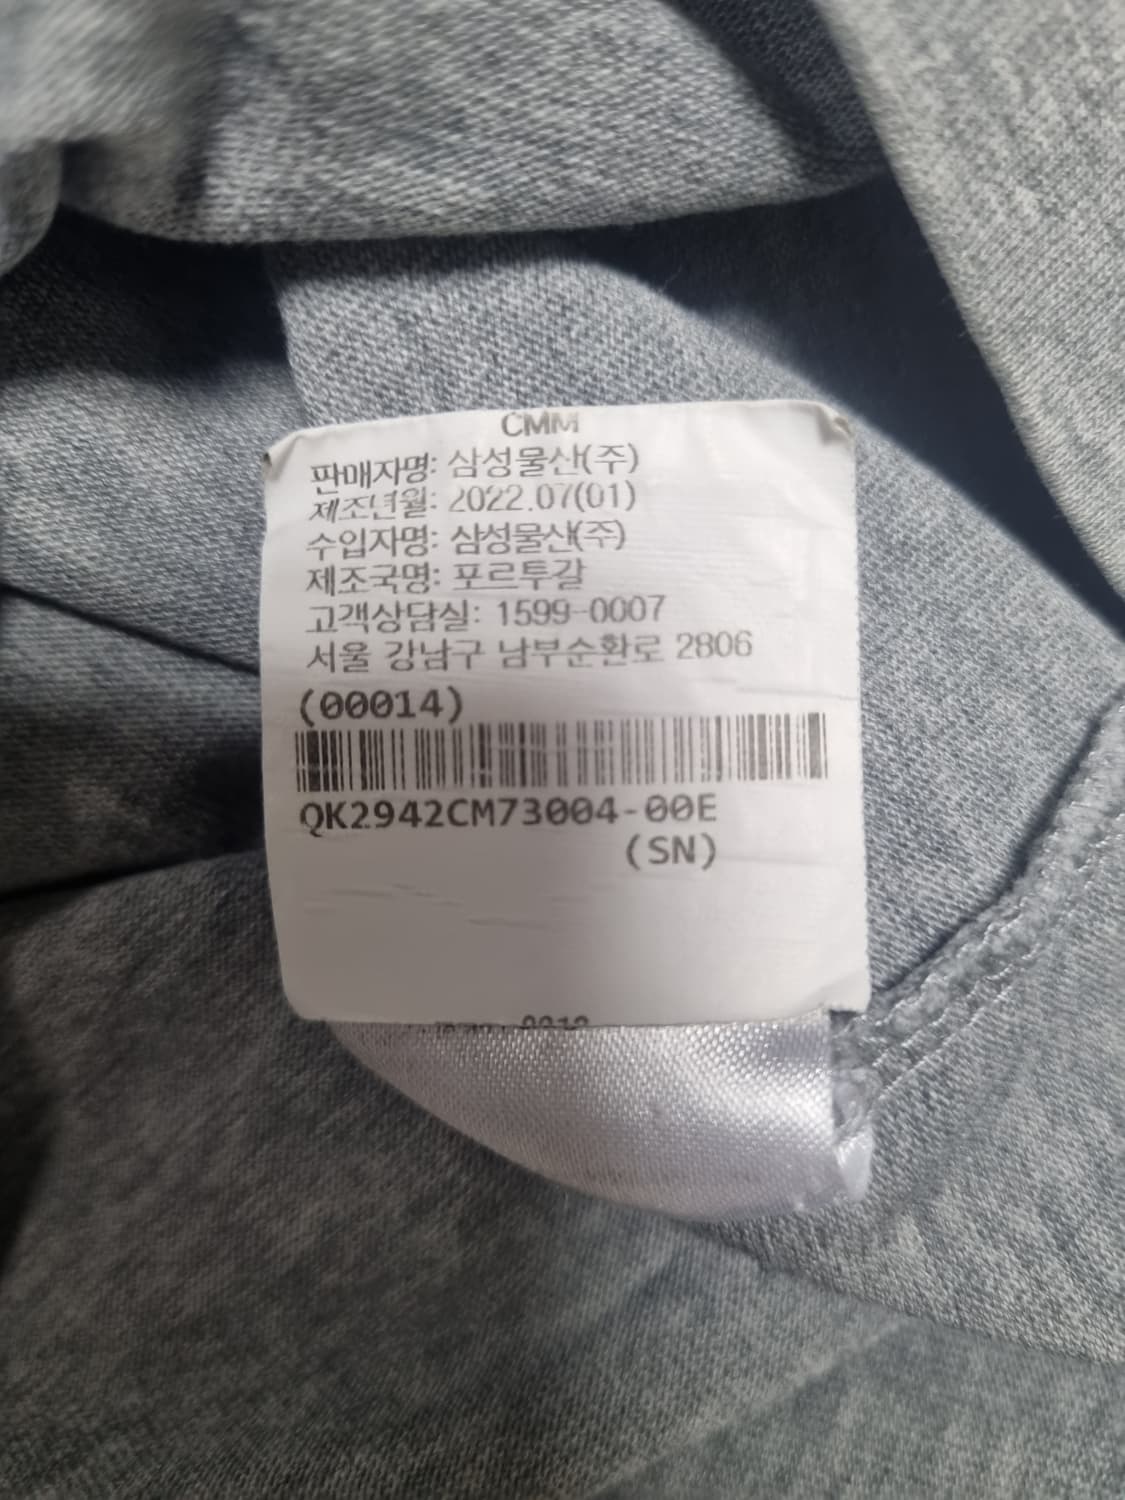 CMM
판매자명: 삼성물산(주)
제조년월: 2022.07(01)
수입자명: 삼성물산(주)
제조국명: 포르투갈
고객상담실: 1599-0007
서울 강남구 남부순환로 2806
(00014)
QK2942CM73004-00E
(SN)